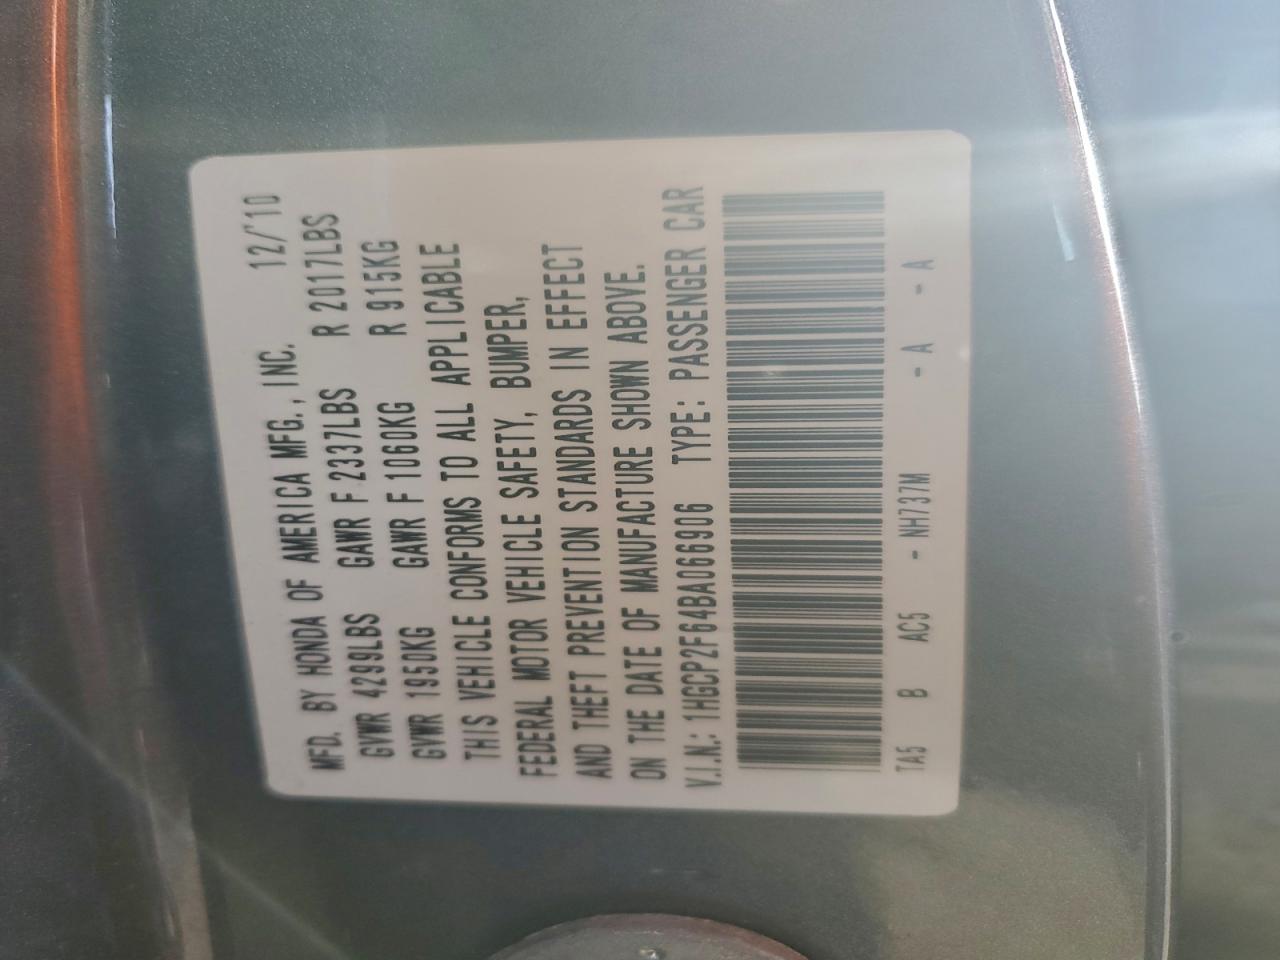 MFD. BY HONDA OF AMERICA MFG., INC. 12/'10
GVWR 4299LBS GAWR F 2337LBS R 2017LBS
GVWR 1950KG GAWR F 1060KG R 915KG
THIS VEHICLE CONFORMS TO ALL APPLICABLE
FEDERAL MOTOR VEHICLE SAFETY, BUMPER,
AND THEFT PREVENTION STANDARDS IN EFFECT
ON THE DATE OF MANUFACTURE SHOWN ABOVE.
V.I.N.: 1HGCP2F64BA066906 TYPE: PASSENGER CAR
TA5 B AC5 - NH737M - A - A